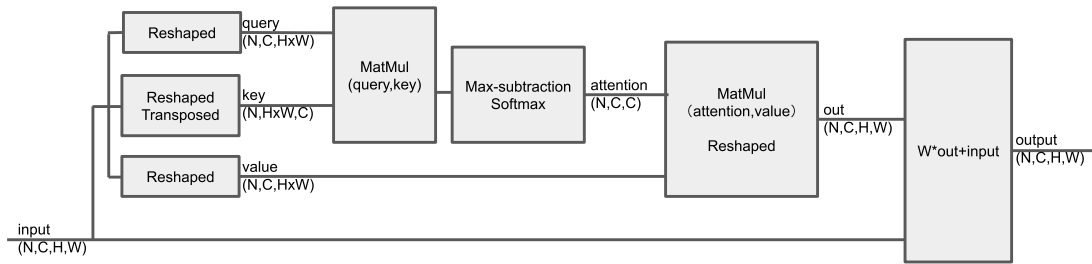 Reshaped
query
(N,C,HxW)
MatMul
(query,key)
Reshaped
Transposed
key
(N,HxW,C)
Max-subtraction
Softmax
attention
(N,C,C)
MatMul
（attention,value）
Reshaped
out
(N,C,H,W)
W*out+input
output
(N,C,H,W)
Reshaped
value
(N,C,HxW)
input
(N,C,H,W)